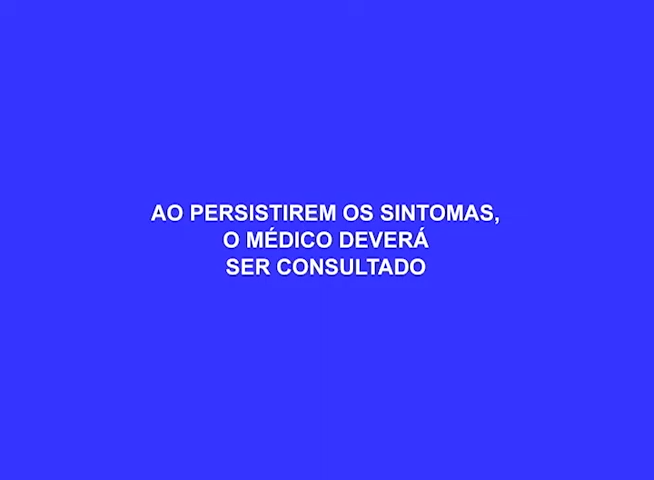 AO PERSISTIREM OS SINTOMAS,
O MÉDICO DEVERÁ
SER CONSULTADO